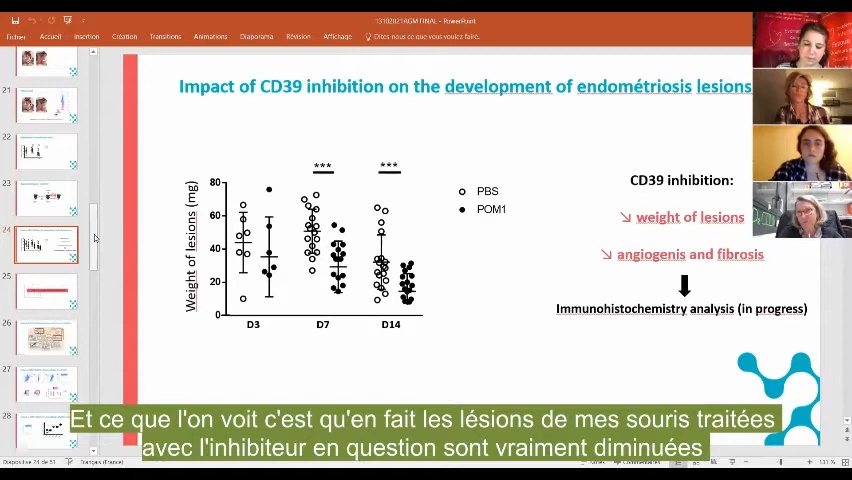 13102021AGM FINAL - PowerPoint
Fichier Accueil Insertion Création Transitions Animations Diaporama Révision Affichage Dites-nous ce que vous voulez faire.
21
22
23
24
25
26
27
28
Impact of CD39 inhibition on the development of endométriosis lesions
Weight of lesions (mg)
80
60
40
20
0
D3
D7
D14
***
***
PBS
POM1
CD39 inhibition:
↘ weight of lesions
↘ angiogenis and fibrosis
Immunohistochemistry analysis (in progress)
Et ce que l'on voit c'est qu'en fait les lésions de mes souris traitées
avec l'inhibiteur en question sont vraiment diminuées
Diapositive 24 de 51 Français (France) Notes Commentaires 131 %